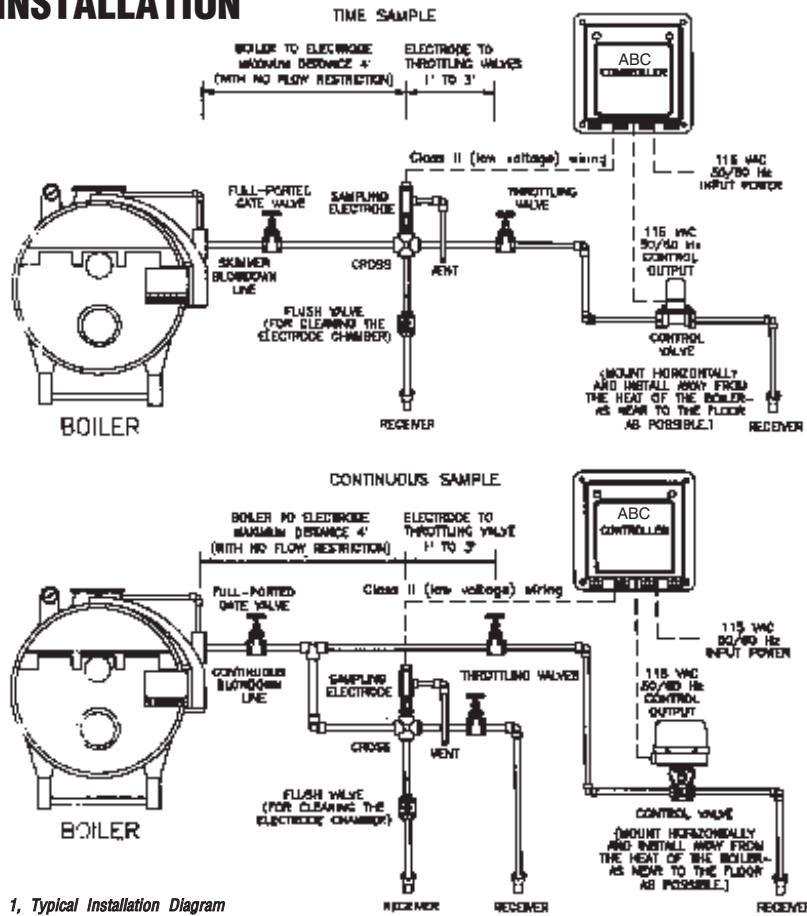 INSTALLATION
TIME SAMPLE
BOILER TO ELECTRODE
MAXIMUM DISTANCE 4'
(WITH NO FLOW RESTRICTION)
ELECTRODE TO
THROTTLING VALVES
1' TO 3'
ABC
CONTROLLER
Class II (low voltage) wiring
115 VAC
50/60 Hz
INPUT POWER
FULL-PORTED
GATE VALVE
SAMPLING
ELECTRODE
THROTTLING
VALVE
115 VAC
50/60 Hz
CONTROL
OUTPUT
SKIMMER
BLOWDOWN
LINE
CROSS
VENT
FLUSH VALVE
(FOR CLEANING THE
ELECTRODE CHAMBER)
CONTROL
VALVE
(MOUNT HORIZONTALLY
AND INSTALL AWAY FROM
THE HEAT OF THE BOILER-
AS NEAR TO THE FLOOR
AS POSSIBLE.)
BOILER
RECEIVER
RECEIVER
CONTINUOUS SAMPLE
BOILER TO ELECTRODE
MAXIMUM DISTANCE 4'
(WITH NO FLOW RESTRICTION)
ELECTRODE TO
THROTTLING VALVE
1' TO 3'
ABC
CONTROLLER
FULL-PORTED
GATE VALVE
Class II (low voltage) wiring
115 VAC
50/60 Hz
INPUT POWER
CONTINUOUS
BLOWDOWN
LINE
SAMPLING
ELECTRODE
THROTTLING VALVES
115 VAC
50/60 Hz
CONTROL
OUTPUT
CROSS
VENT
FLUSH VALVE
(FOR CLEANING THE
ELECTRODE CHAMBER)
CONTROL VALVE
(MOUNT HORIZONTALLY
AND INSTALL AWAY FROM
THE HEAT OF THE BOILER-
AS NEAR TO THE FLOOR
AS POSSIBLE.)
BOILER
RECEIVER
RECEIVER
RECEIVER
1, Typical Installation Diagram